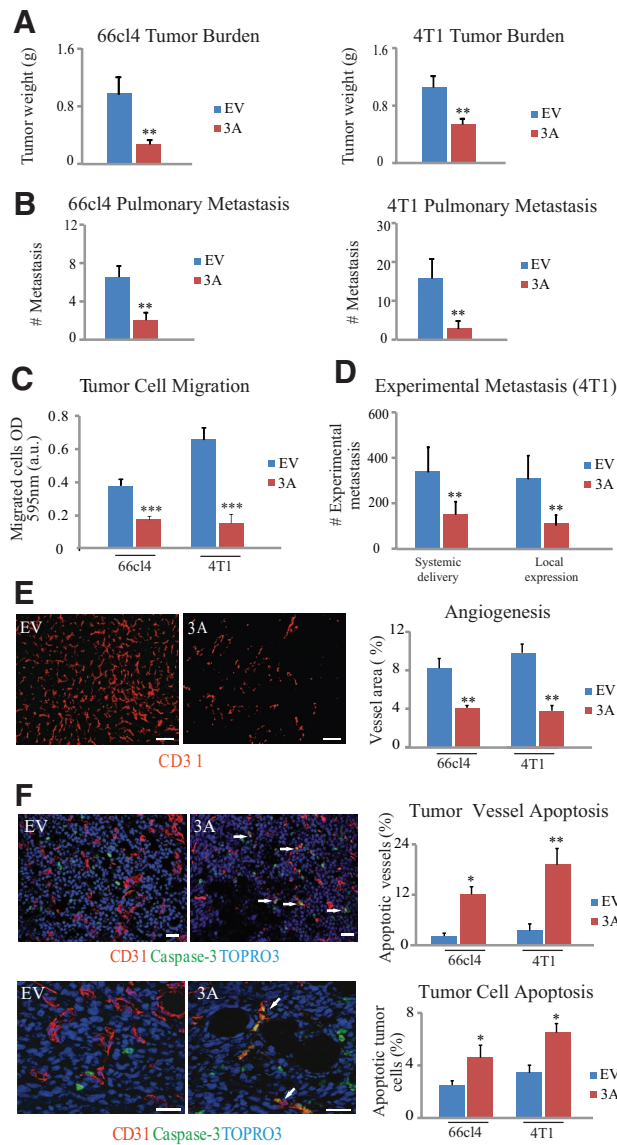 A
66cl4 Tumor Burden
Tumor weight (g)
1.6
0.8
0
**
EV
3A
4T1 Tumor Burden
Tumor weight (g)
1.6
0.8
0
**
EV
3A
B
66cl4 Pulmonary Metastasis
# Metastasis
12
8
4
0
**
EV
3A
4T1 Pulmonary Metastasis
# Metastasis
30
20
10
0
**
EV
3A
C
Tumor Cell Migration
Migrated cells OD
595nm (a.u.)
0.8
0.6
0.4
0.2
0
***
***
EV
3A
66cl4
4T1
D
Experimental Metastasis (4T1)
# Experimental
metastasis
600
400
200
0
**
**
EV
3A
Systemic
delivery
Local
expression
E
EV
3A
CD3 1
Angiogenesis
Vessel area ( %)
12
8
4
0
**
**
EV
3A
66cl4
4T1
F
EV
3A
CD31 Caspase-3 TOPRO3
Tumor Vessel Apoptosis
Apoptotic vessels (%)
24
12
0
*
**
EV
3A
66cl4
4T1
EV
3A
CD31 Caspase-3 TOPRO3
Tumor Cell Apoptosis
Apoptotic tumor
cells (%)
8
4
0
*
*
EV
3A
66cl4
4T1